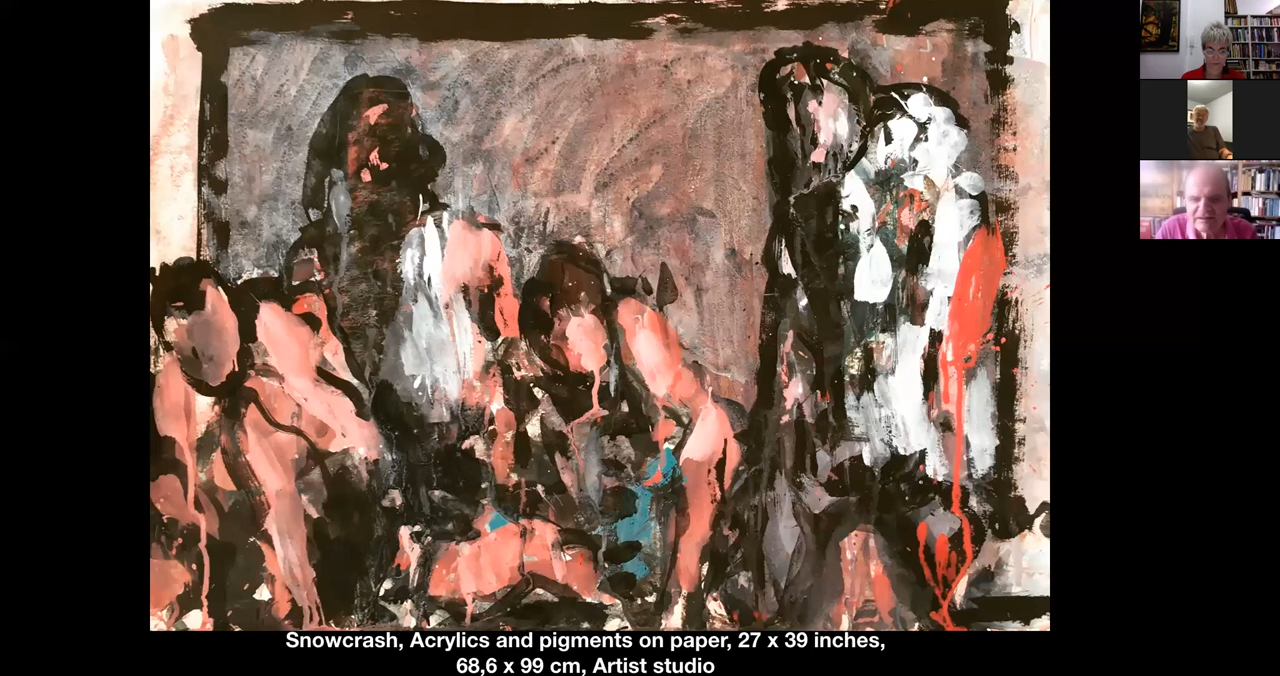 Snowcrash, Acrylics and pigments on paper, 27 x 39 inches,
68,6 x 99 cm, Artist studio